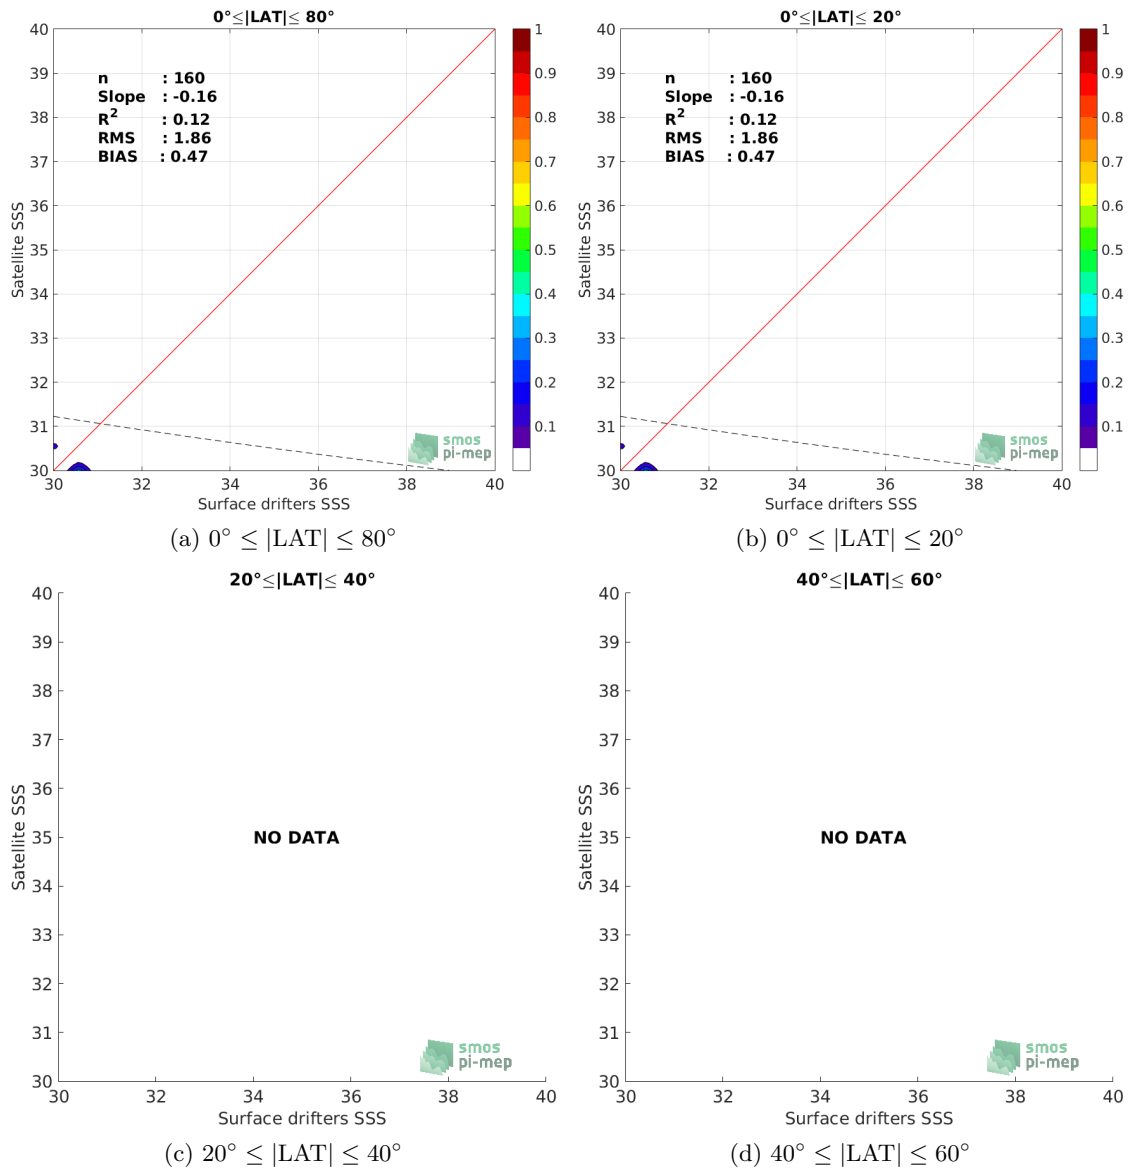 0°≤|LAT|≤ 80°
40
39
38
37
36
35
34
33
32
31
30
Satellite SSS
n : 160
Slope : -0.16
R2 : 0.12
RMS : 1.86
BIAS : 0.47
smos
pi-mep
30 32 34 36 38 40
Surface drifters SSS
1
0.9
0.8
0.7
0.6
0.5
0.4
0.3
0.2
0.1
(a) 0° ≤ |LAT| ≤ 80°
0°≤|LAT|≤ 20°
40
39
38
37
36
35
34
33
32
31
30
Satellite SSS
n : 160
Slope : -0.16
R2 : 0.12
RMS : 1.86
BIAS : 0.47
smos
pi-mep
30 32 34 36 38 40
Surface drifters SSS
1
0.9
0.8
0.7
0.6
0.5
0.4
0.3
0.2
0.1
(b) 0° ≤ |LAT| ≤ 20°
20°≤|LAT|≤ 40°
40
39
38
37
36
35
34
33
32
31
30
Satellite SSS
NO DATA
smos
pi-mep
30 32 34 36 38 40
Surface drifters SSS
(c) 20° ≤ |LAT| ≤ 40°
40°≤|LAT|≤ 60°
40
39
38
37
36
35
34
33
32
31
30
Satellite SSS
NO DATA
smos
pi-mep
30 32 34 36 38 40
Surface drifters SSS
(d) 40° ≤ |LAT| ≤ 60°